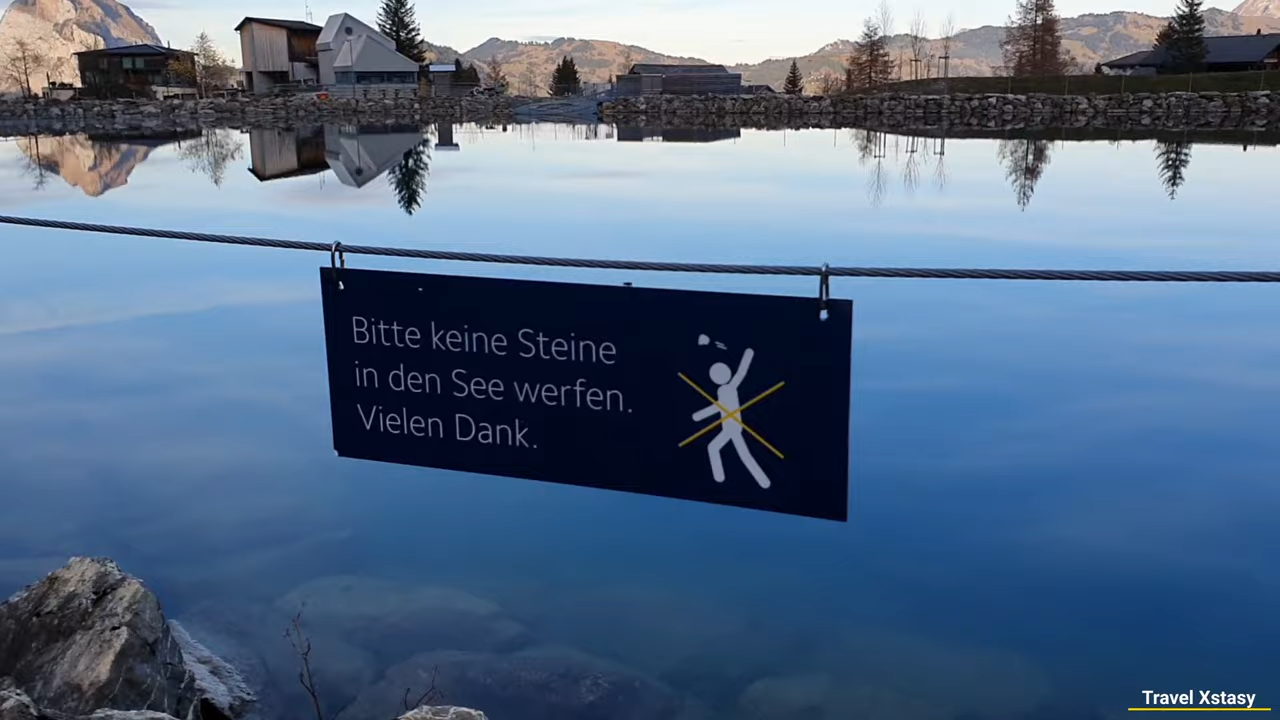 Bitte keine Steine
in den See werfen.
Vielen Dank.
Travel Xstasy